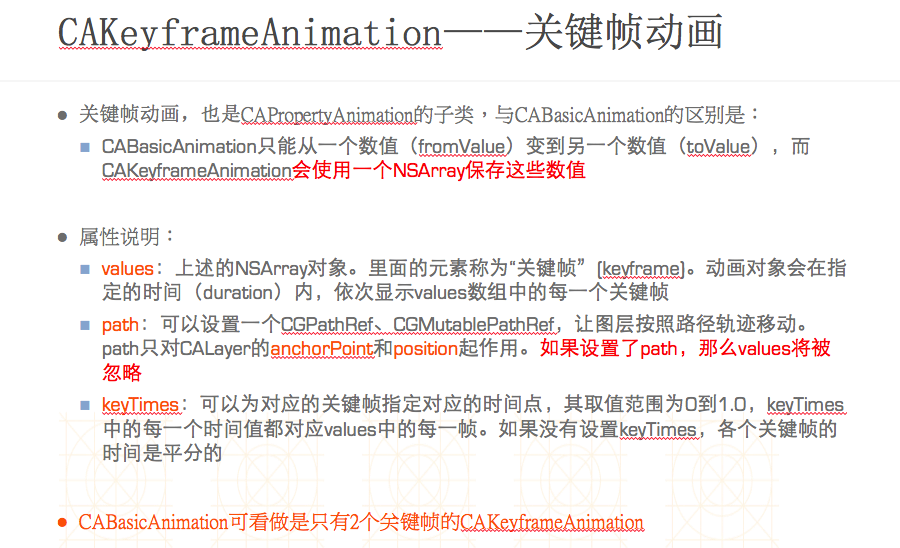 CAKeyframeAnimation——关键帧动画
关键帧动画，也是CAPropertyAnimation的子类，与CABasicAnimation的区别是：
CABasicAnimation只能从一个数值（fromValue）变到另一个数值（toValue），而
CAKeyframeAnimation会使用一个NSArray保存这些数值
属性说明：
values：上述的NSArray对象。里面的元素称为“关键帧”(keyframe)。动画对象会在指
定的时间（duration）内，依次显示values数组中的每一个关键帧
path：可以设置一个CGPathRef、CGMutablePathRef，让图层按照路径轨迹移动。
path只对CALayer的anchorPoint和position起作用。如果设置了path，那么values将被
忽略
keyTimes：可以为对应的关键帧指定对应的时间点，其取值范围为0到1.0，keyTimes
中的每一个时间值都对应values中的每一帧。如果没有设置keyTimes，各个关键帧的
时间是平分的
CABasicAnimation可看做是只有2个关键帧的CAKeyframeAnimation